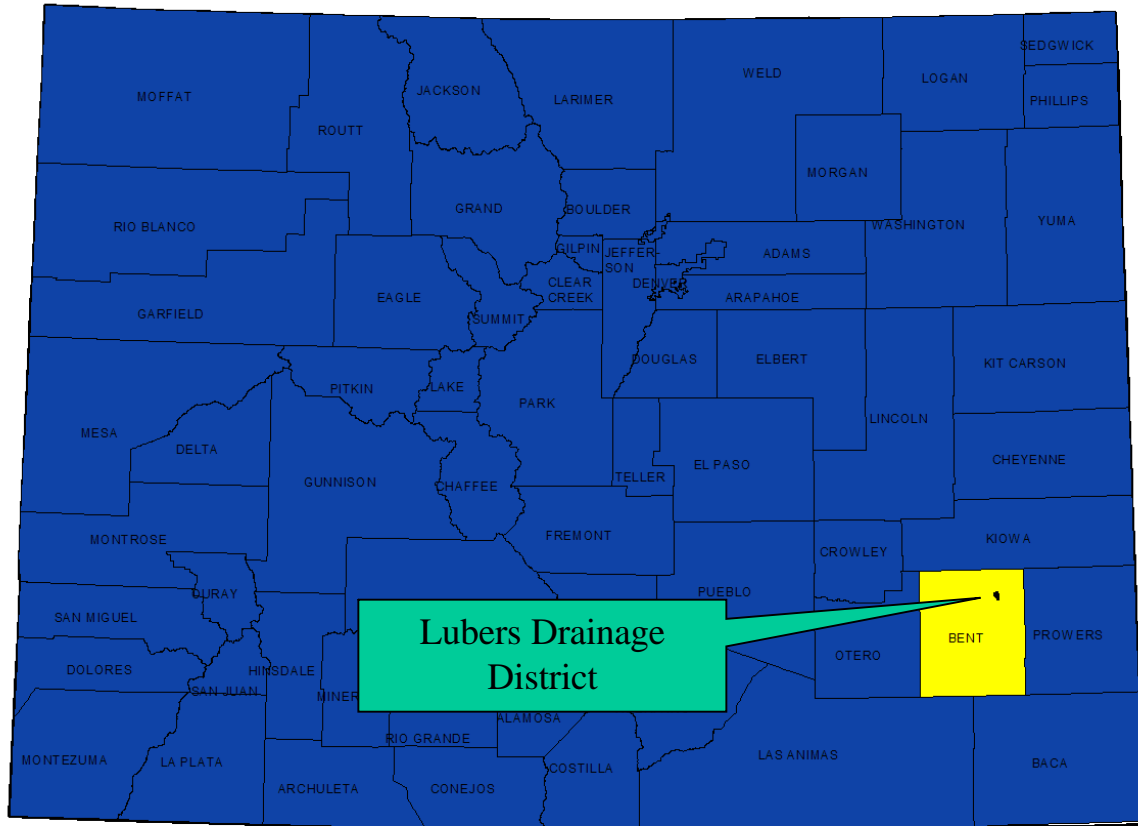 SEDGWICK
WELD
LOGAN
JACKSON
MOFFAT
LARIMER
PHILLIPS
ROUTT
MORGAN
GRAND
BOULDER
RIO BLANCO
WASHINGTON
YUMA
GILPIN
JEFFER-
SON
ADAMS
CLEAR
CREEK
DENVER
EAGLE
ARAPAHOE
GARFIELD
SUMMIT
DOUGLAS
ELBERT
KIT CARSON
PITKIN
LAKE
PARK
MESA
LINCOLN
DELTA
CHEYENNE
EL PASO
TELLER
GUNNISON
CHAFFEE
FREMONT
MONTROSE
KIOWA
CROWLEY
OURAY
PUEBLO
SAN MIGUEL
Lubers Drainage
District
BENT
PROWERS
OTERO
DOLORES
HINSDALE
SAN JUAN
MINER
ALAMOSA
RIO GRANDE
LAS ANIMAS
MONTEZUMA
LA PLATA
COSTILLA
BACA
ARCHULETA
CONEJOS